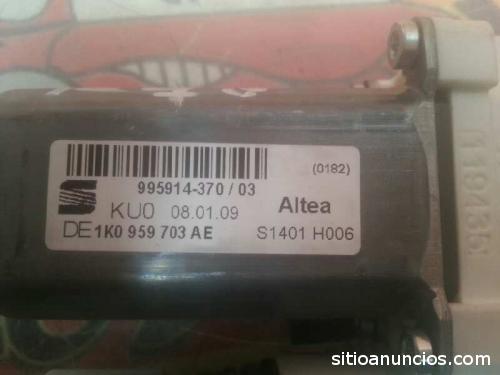 (0182)
995914-370 / 03
KU0 08.01.09 Altea
DE 1K0 959 703 AE S1401 H006
sitioanuncios.com